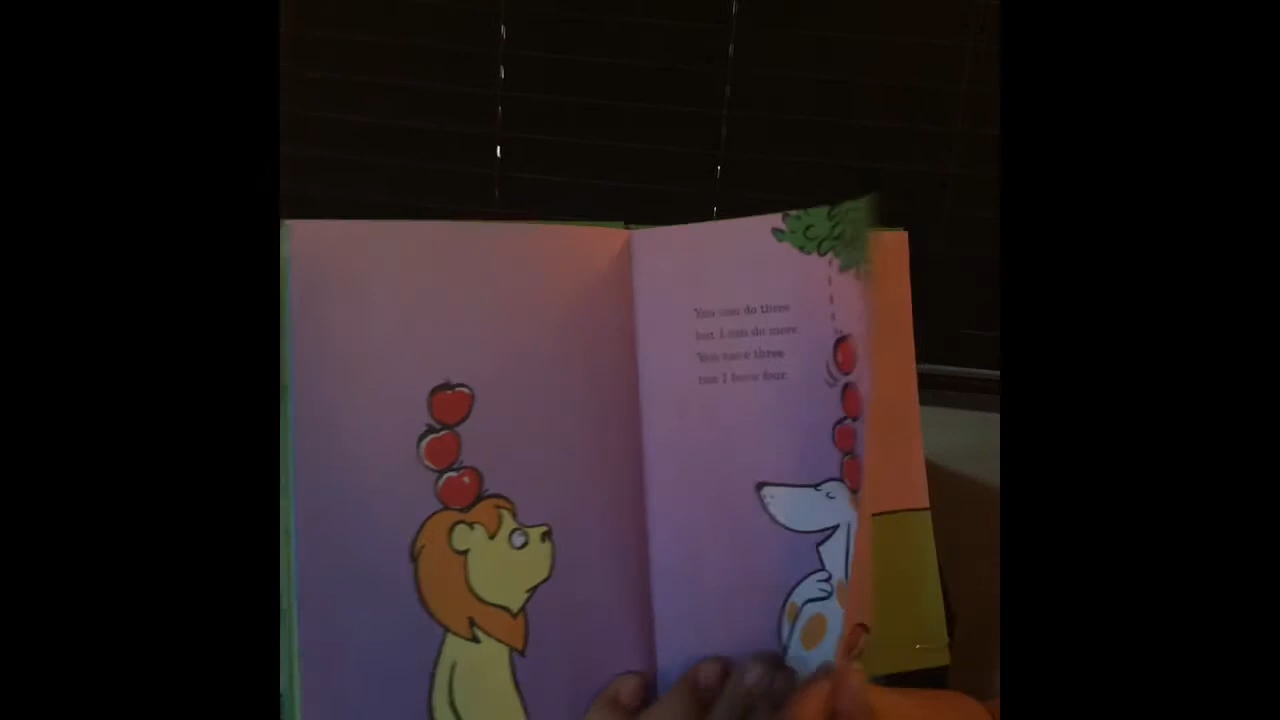 You can do three
but I can do more.
You have three
but I have four.